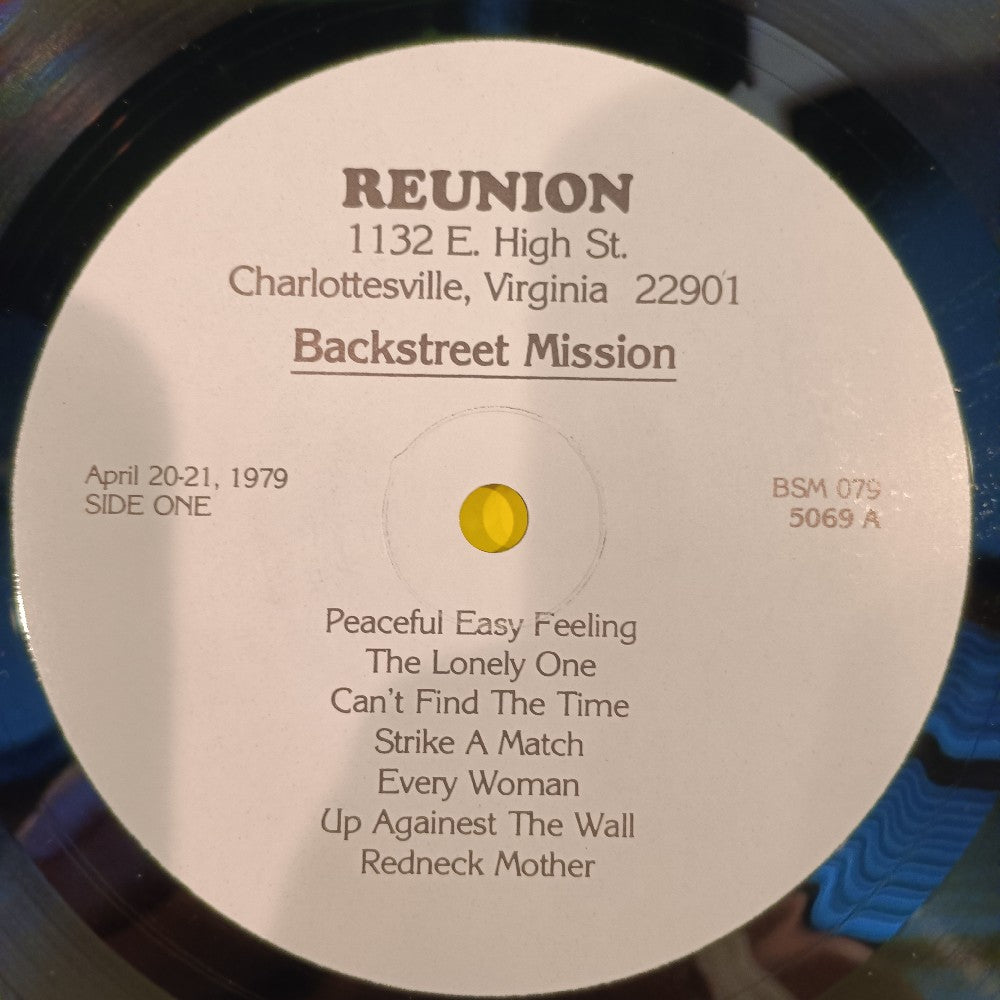 REUNION
1132 E. High St.
Charlottesville, Virginia 22901
Backstreet Mission
April 20-21, 1979
SIDE ONE
BSM 079
5069 A
Peaceful Easy Feeling
The Lonely One
Can't Find The Time
Strike A Match
Every Woman
Up Againest The Wall
Redneck Mother